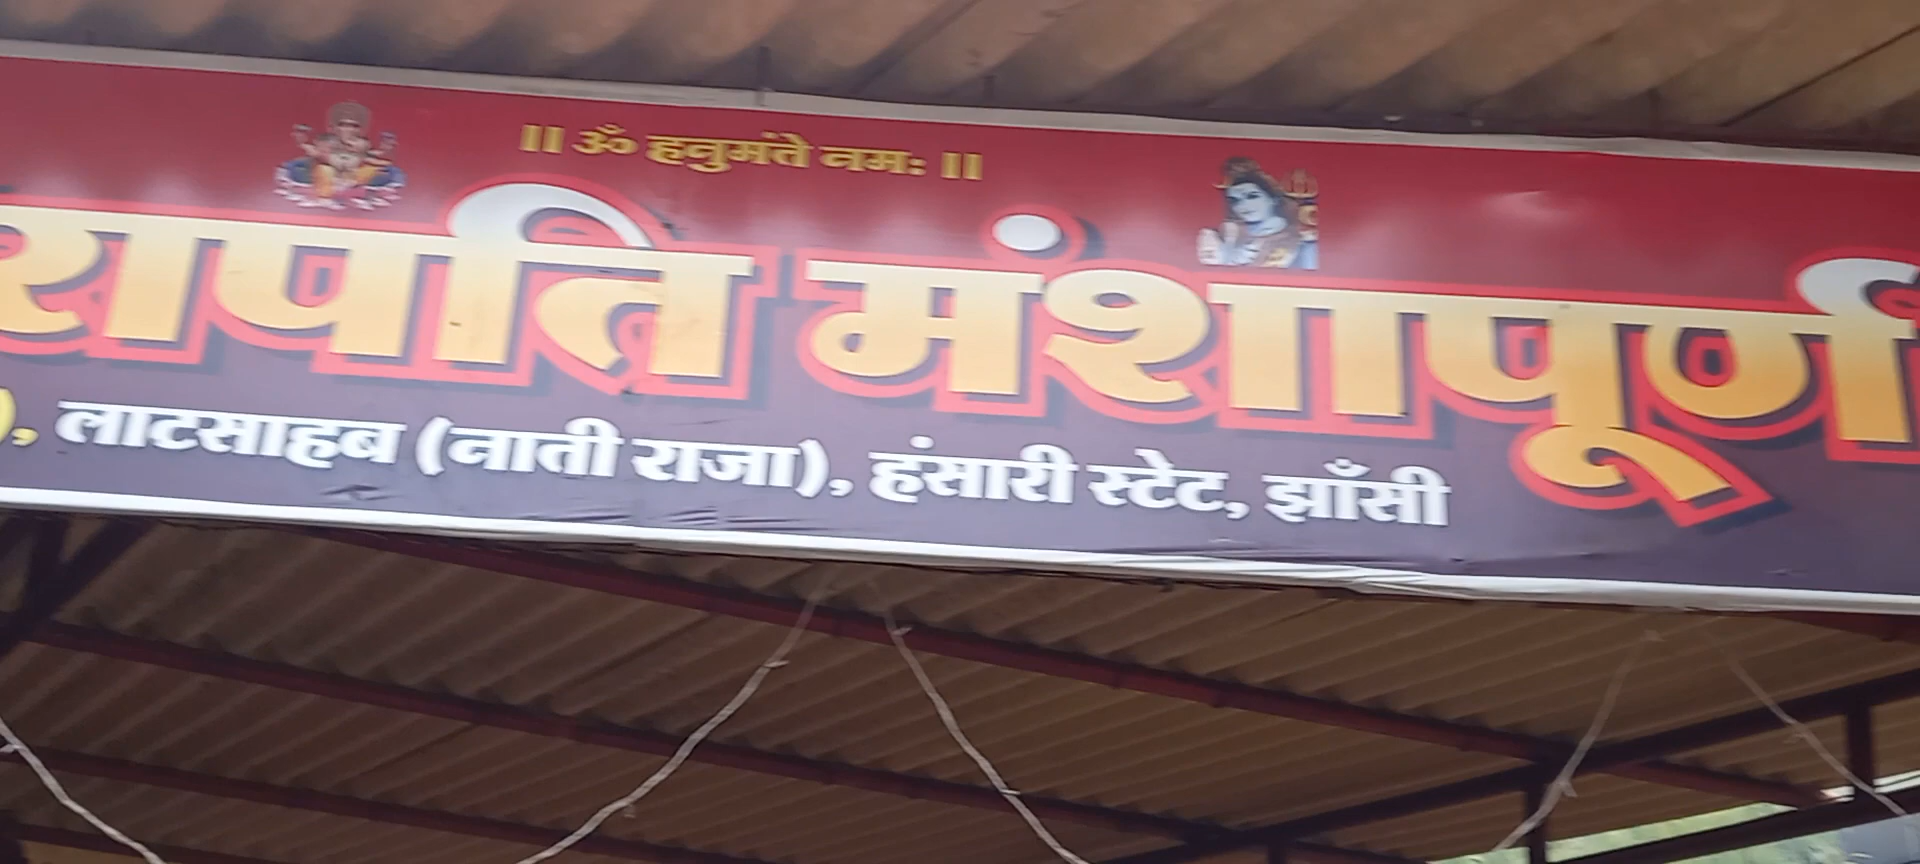 ॥ ॐ हनुमंते नमः ॥
रापति मंशापूर्ण
), लाटसाहब (नाती राजा), हंसारी स्टेट, झाँसी